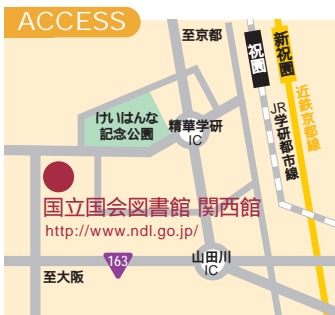 ACCESS
至京都
祝園
新祝園
近鉄京都線
JR学研都市線
けいはんな
記念公園
精華学研
IC
国立国会図書館 関西館
http://www.ndl.go.jp/
163
山田川
IC
至大阪